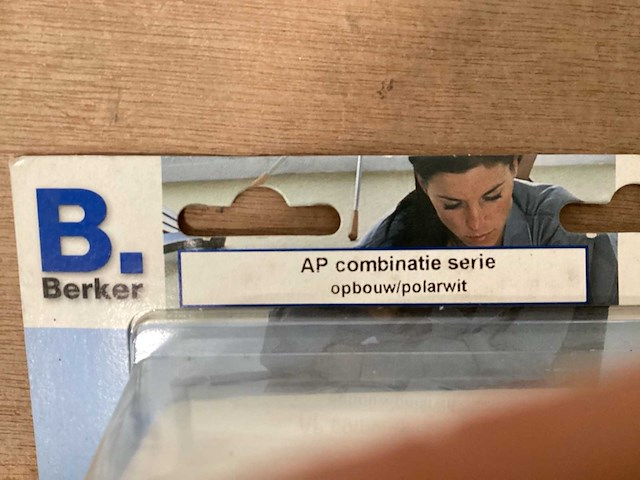 B.
Berker
AP combinatie serie
opbouw/polarwit